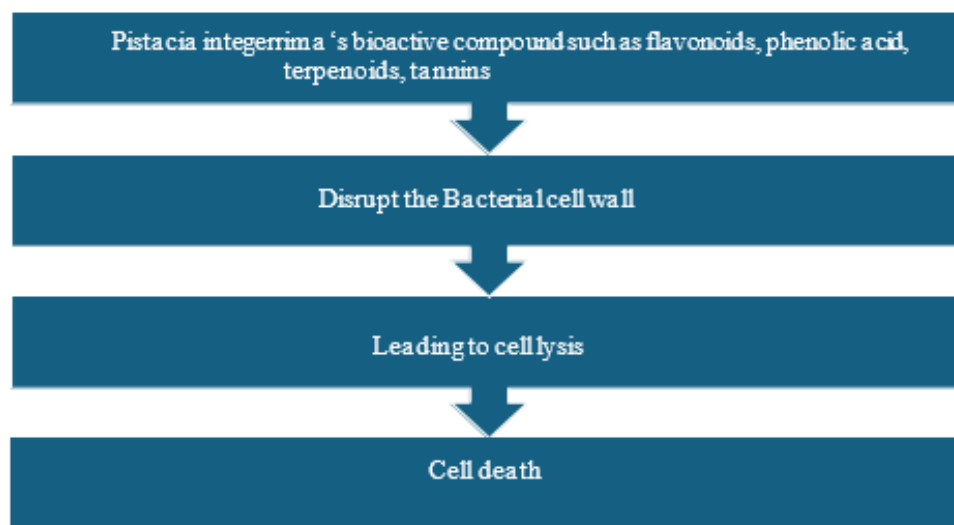 Pistacia integerrima ‘s bioactive compound such as flavonoids, phenolic acid,
terpenoids, tannins
Disrupt the Bacterial cell wall
Leading to cell lysis
Cell death